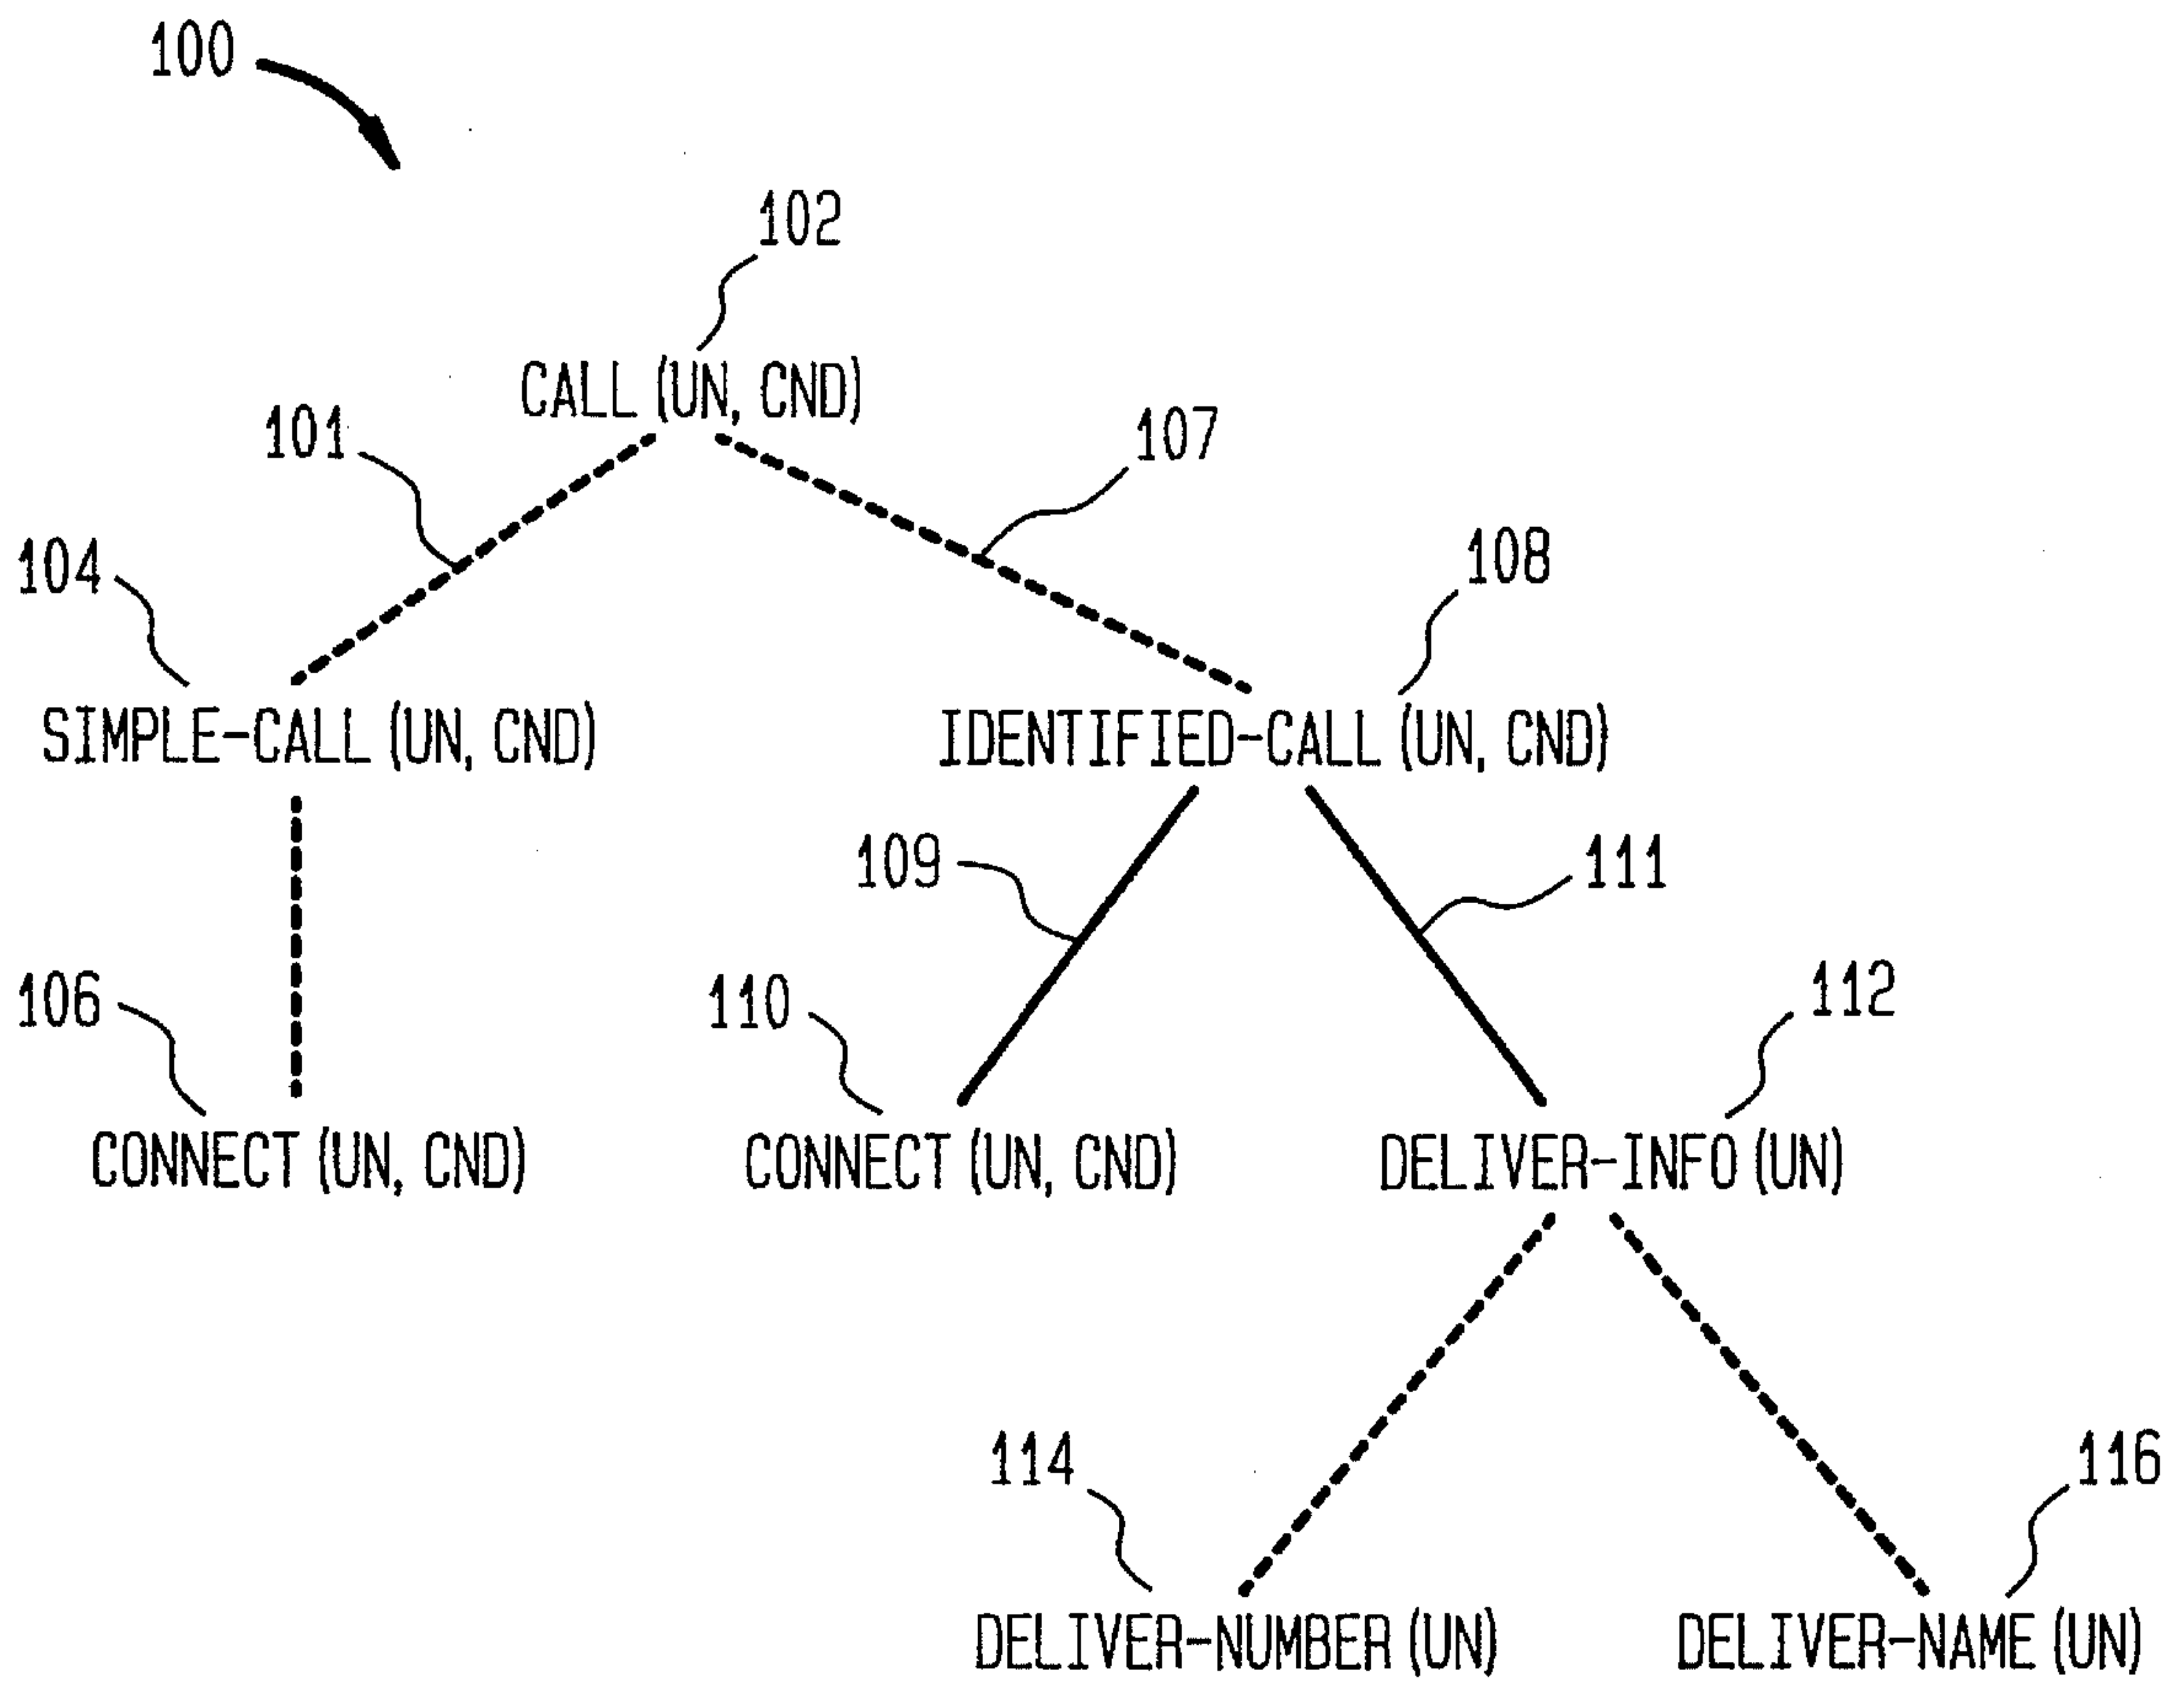 100
102
CALL (UN, CND)
101
107
104
108
SIMPLE-CALL (UN, CND)
IDENTIFIED-CALL (UN, CND)
109
111
106
110
112
CONNECT (UN, CND)
CONNECT (UN, CND)
DELIVER-INFO (UN)
114
116
DELIVER-NUMBER (UN)
DELIVER-NAME (UN)